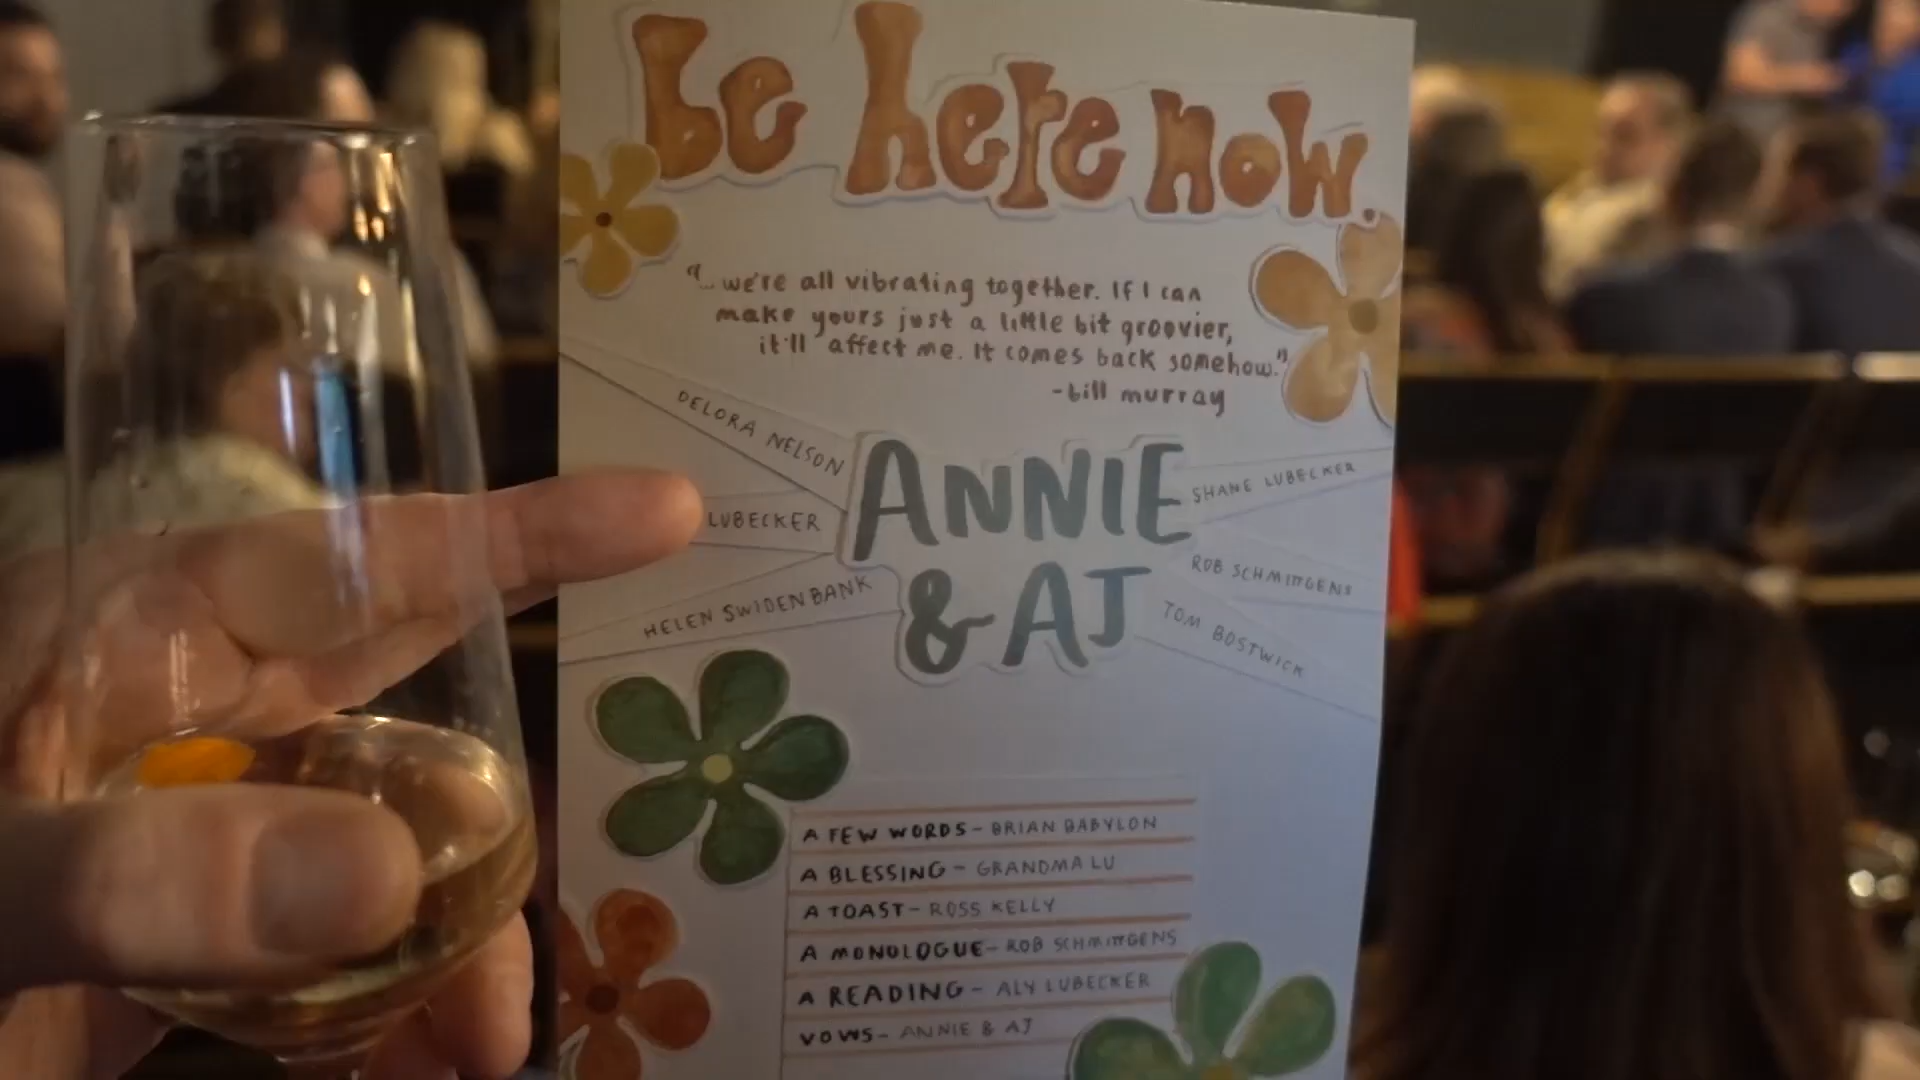 be here now.
"...we're all vibrating together. If I can
make yours just a little bit groovier,
it'll affect me. It comes back somehow."
-bill murray
DELORA NELSON
LUBECKER
HELEN SWIDENBANK
ANNIE
& AJ
SHANE LUBECKER
ROB SCHMITTGENS
TOM BOSTWICK
A FEW WORDS - BRIAN BABYLON
A BLESSING - GRANDMA LU
A TOAST - ROSS KELLY
A MONOLOGUE - ROB SCHMITTGENS
A READING - ALY LUBECKER
VOWS - ANNIE & AJ